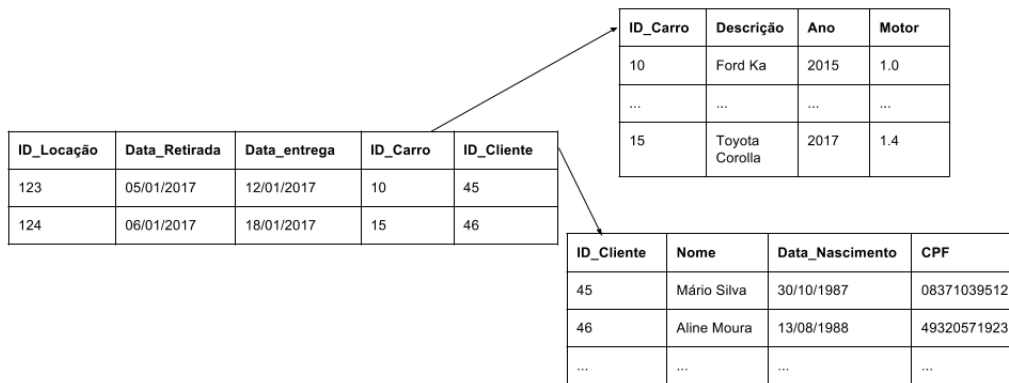 ID_Carro Descrição Ano Motor
10 Ford Ka 2015 1.0
... ... ... ...
15 Toyota Corolla 2017 1.4
ID_Locação Data_Retirada Data_entrega ID_Carro ID_Cliente
123 05/01/2017 12/01/2017 10 45
124 06/01/2017 18/01/2017 15 46
ID_Cliente Nome Data_Nascimento CPF
45 Mário Silva 30/10/1987 08371039512
46 Aline Moura 13/08/1988 49320571923
... ... ... ...